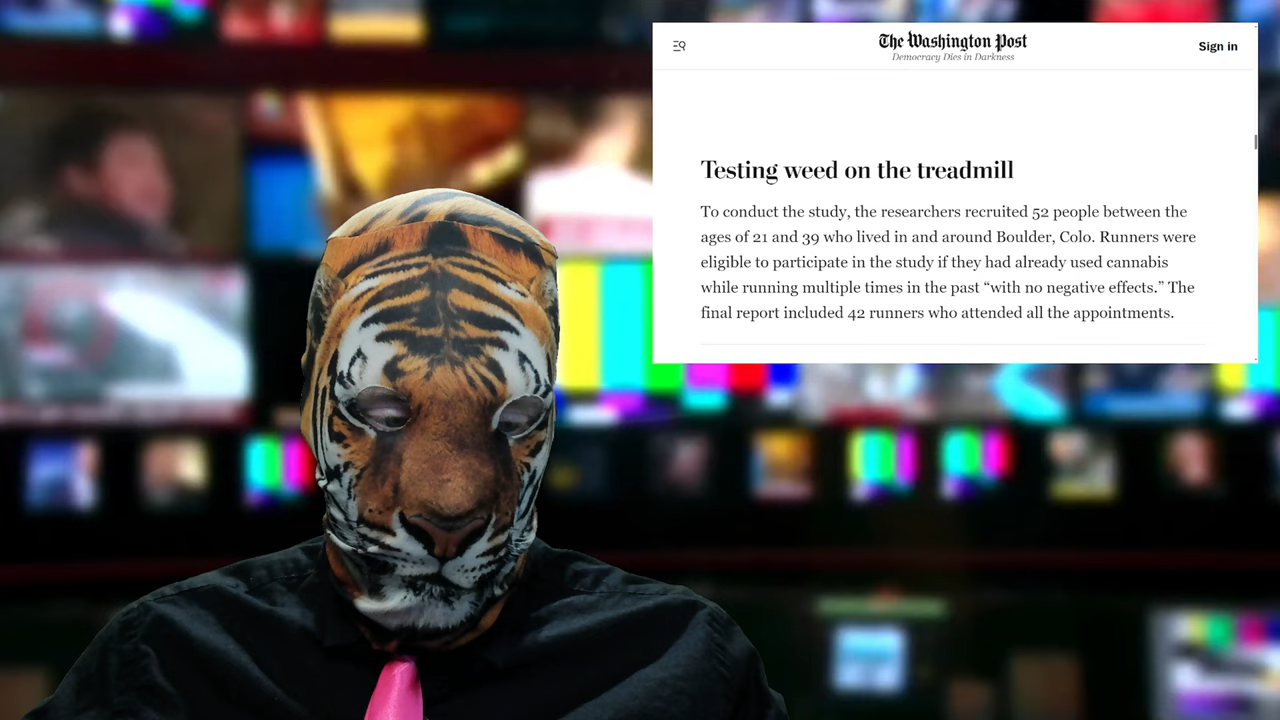 The Washington Post
Democracy Dies in Darkness
Sign in
Testing weed on the treadmill
To conduct the study, the researchers recruited 52 people between the
ages of 21 and 39 who lived in and around Boulder, Colo. Runners were
eligible to participate in the study if they had already used cannabis
while running multiple times in the past “with no negative effects.” The
final report included 42 runners who attended all the appointments.